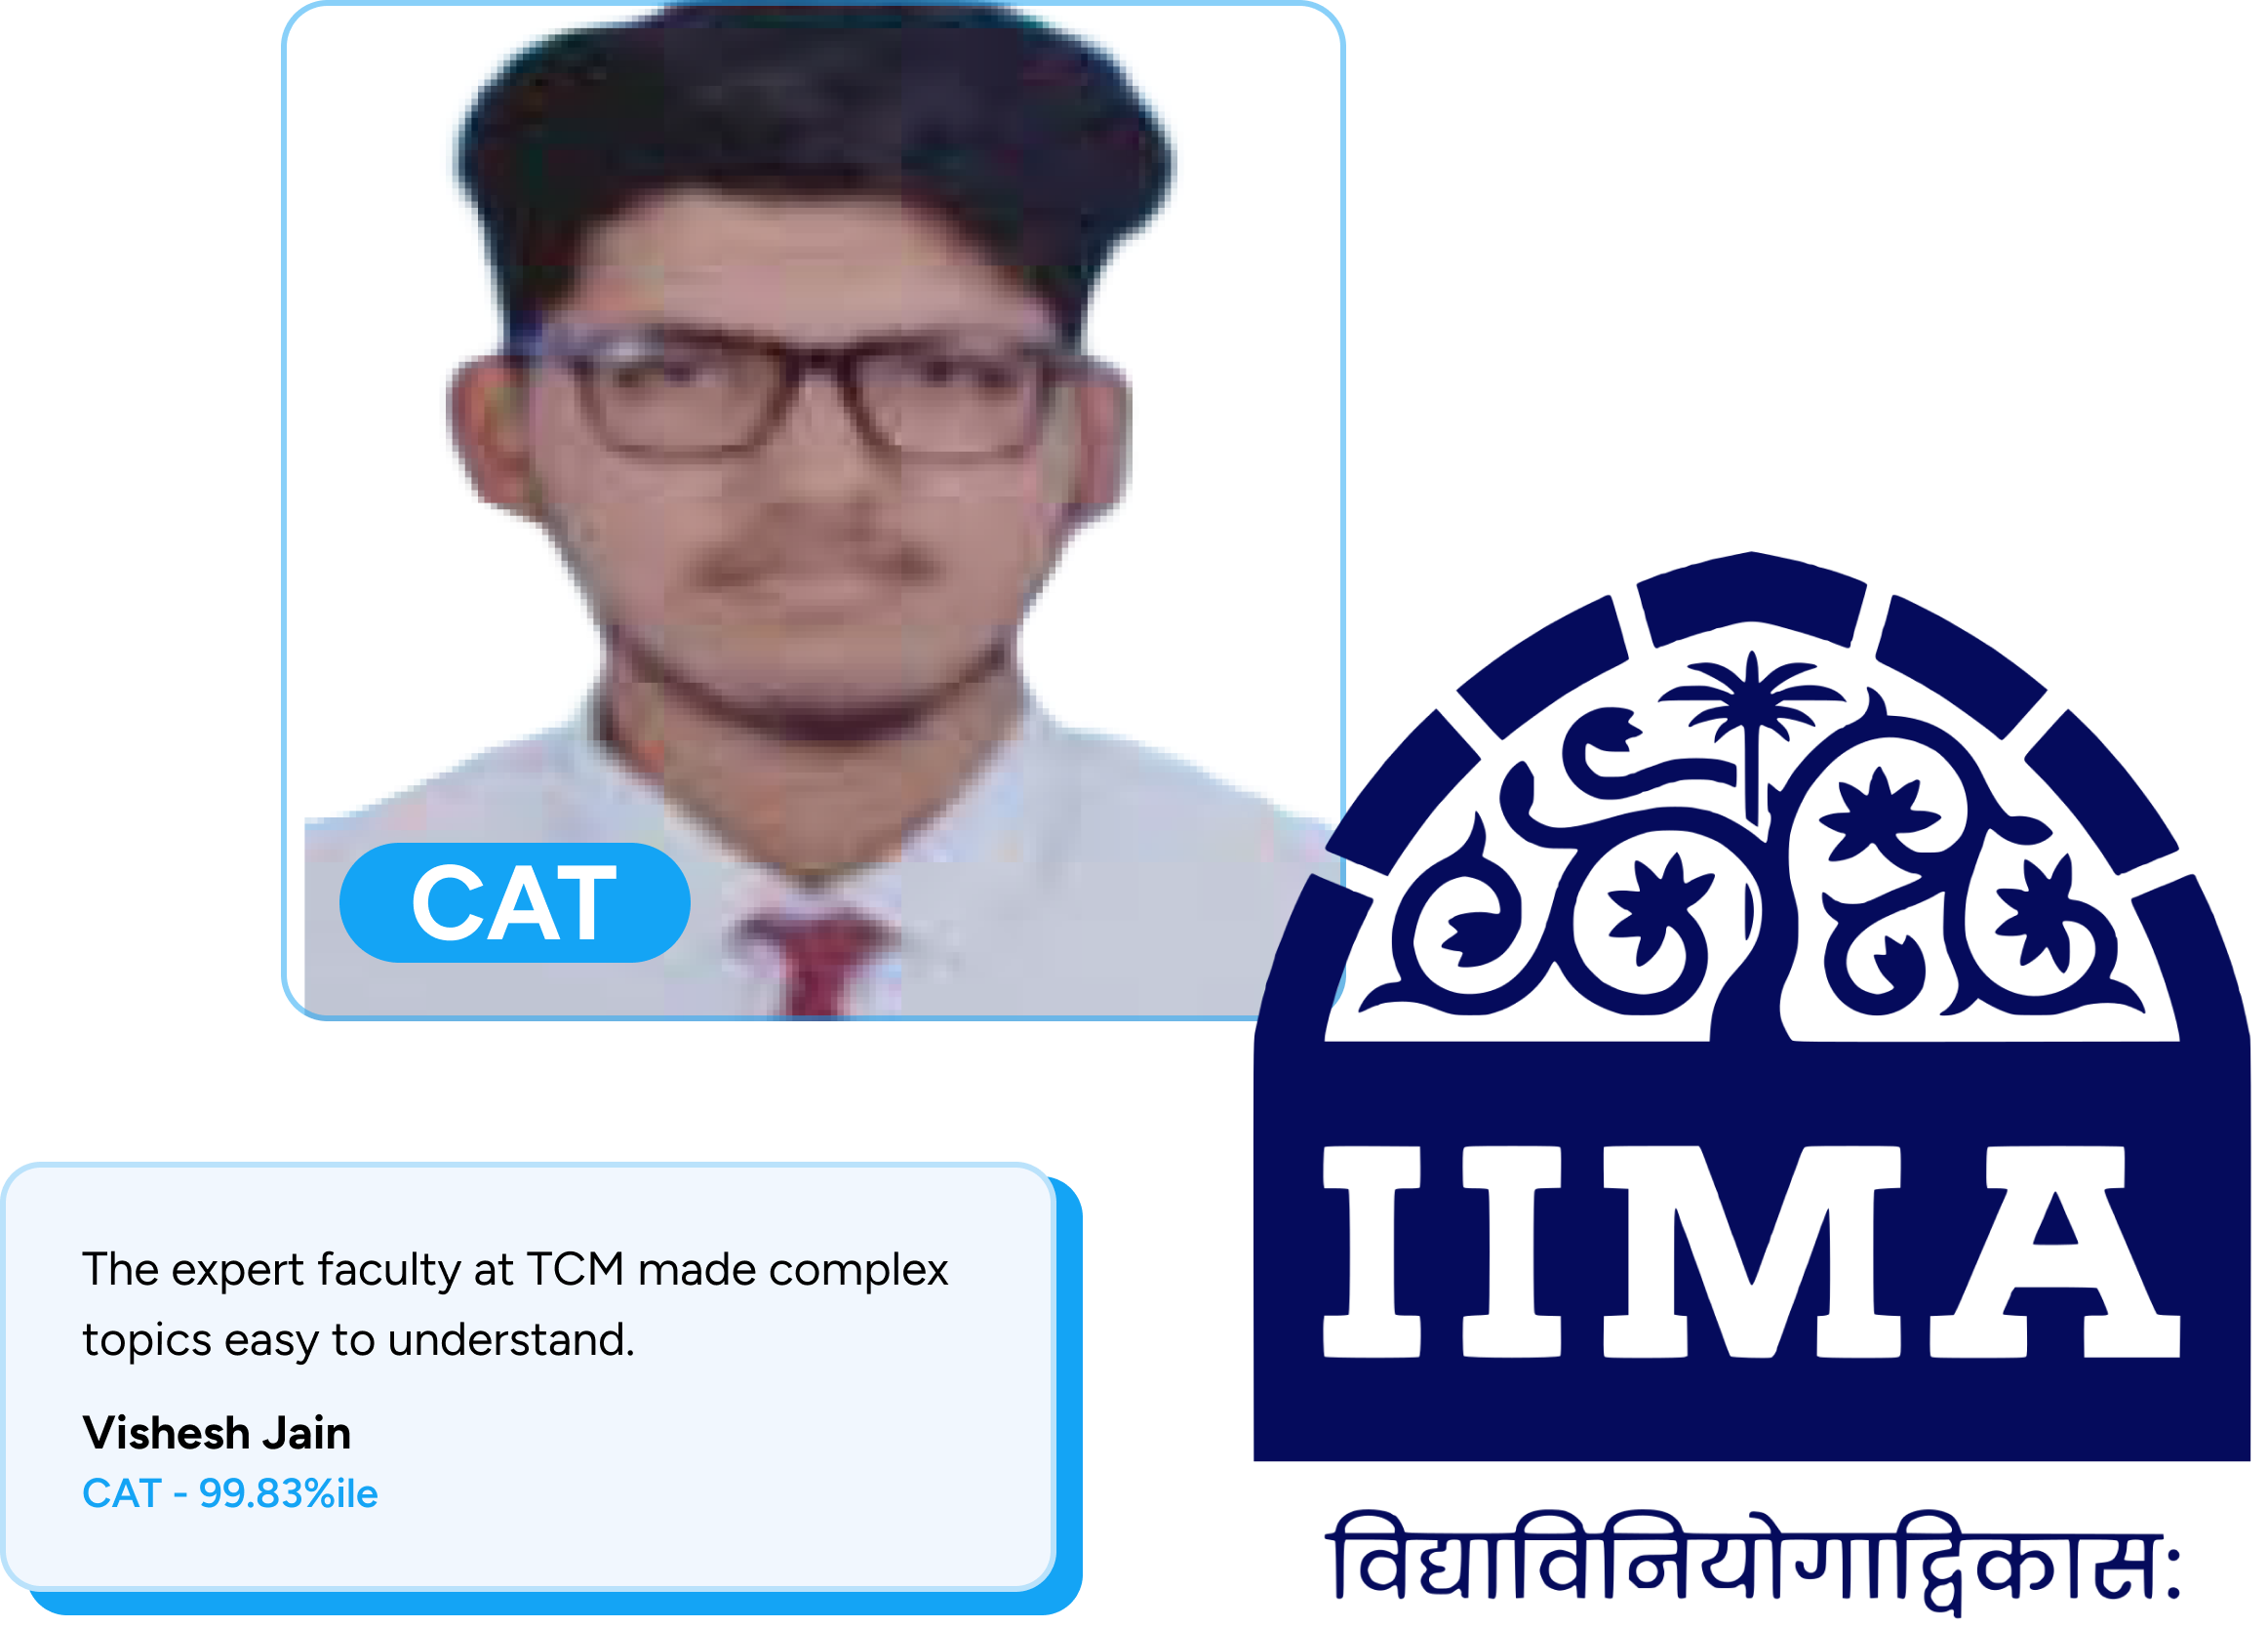 CAT
The expert faculty at TCM made complex
topics easy to understand.
Vishesh Jain
CAT - 99.83%ile
IIMA
विद्याविनियोगाद्विकासः